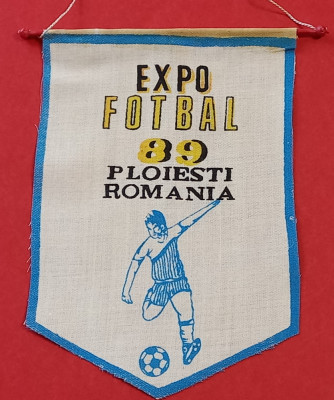 EXPO
FOTBAL
89
PLOIESTI
ROMANIA